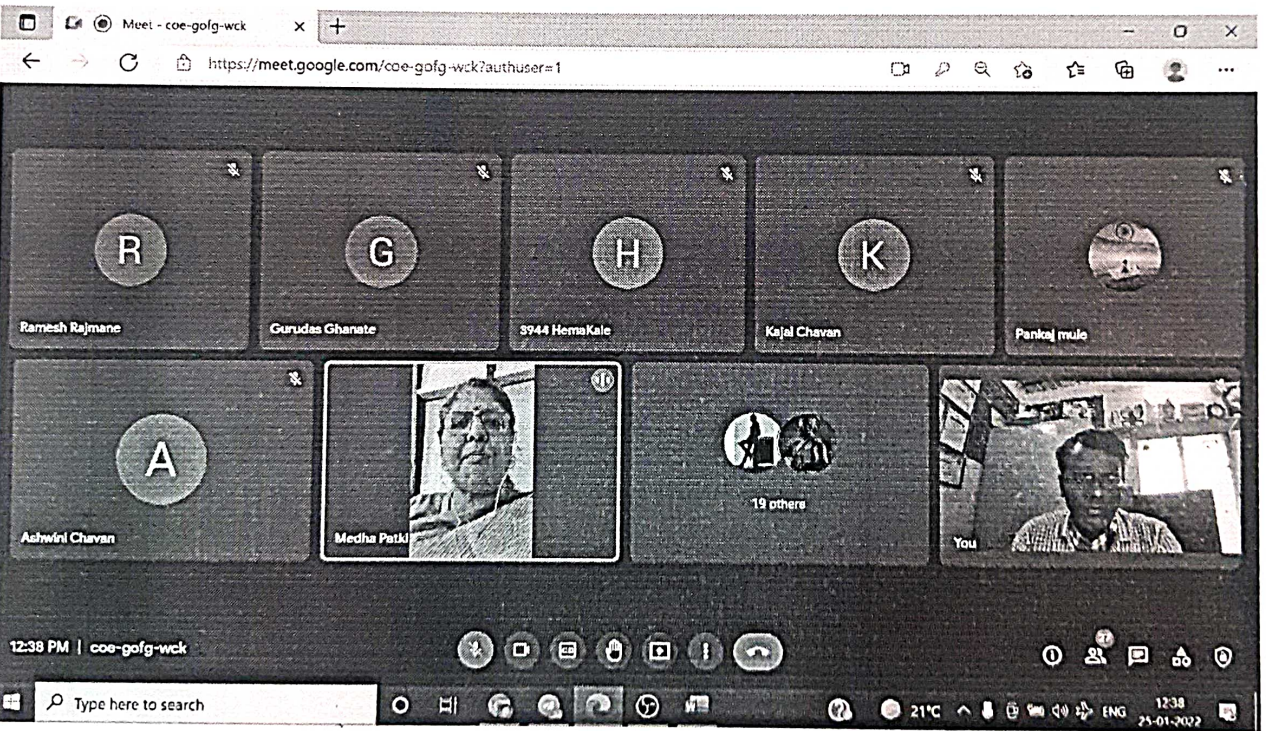 Meet - coe-gofg-wck
https://meet.google.com/coe-gofg-wck?authuser=1
R
G
H
K
Ramesh Rajmane
Gurudas Ghanate
3944 HemaKale
Kajal Chavan
Pankaj mule
A
19 others
Ashwini Chavan
Medha Patki
You
12:38 PM | coe-gofg-wck
Type here to search
21°C
ENG
12:38
25-01-2022